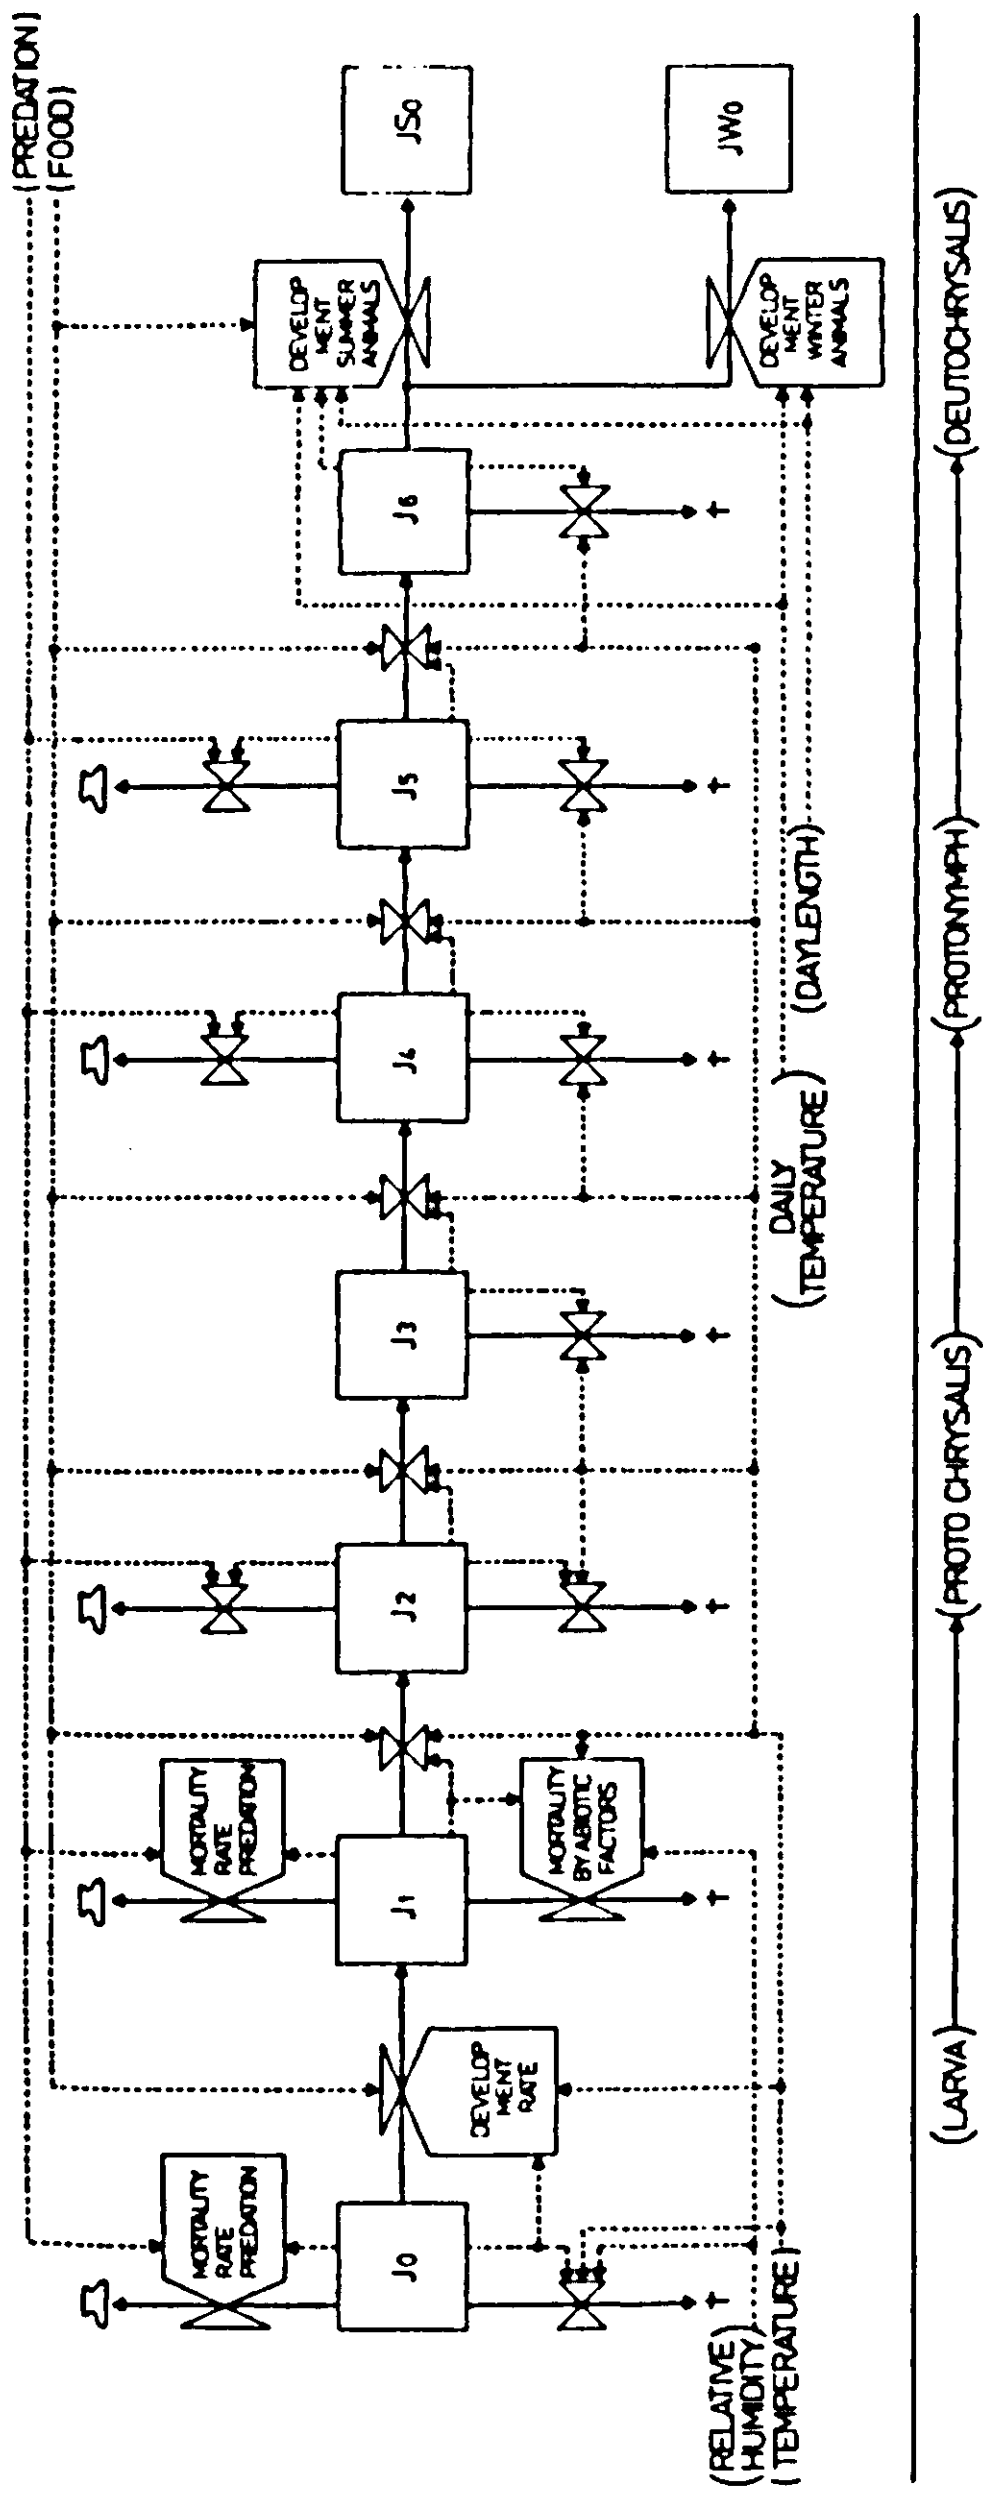 (PREDATION)
(FOOD)
MORTALITY
RATE
PREDATION
MORTALITY
RATE
PREDATION
DEVELOP
MENT
SUMMER
ANIMALS
J0
J1
J2
J3
J4
J5
J6
JS0
JW0
DEVELOP
MENT
RATE
MORTALITY
BY ABIOTIC
FACTORS
DEVELOP
MENT
WINTER
ANIMALS
(RELATIVE
HUMIDITY)
(TEMPERATURE)
DAILY
(TEMPERATURE)
(DAYLENGTH)
(LARVA)
(PROTO CHRYSALIS)
(PROTONYMPH)
(DEUTOCHRYSALIS)